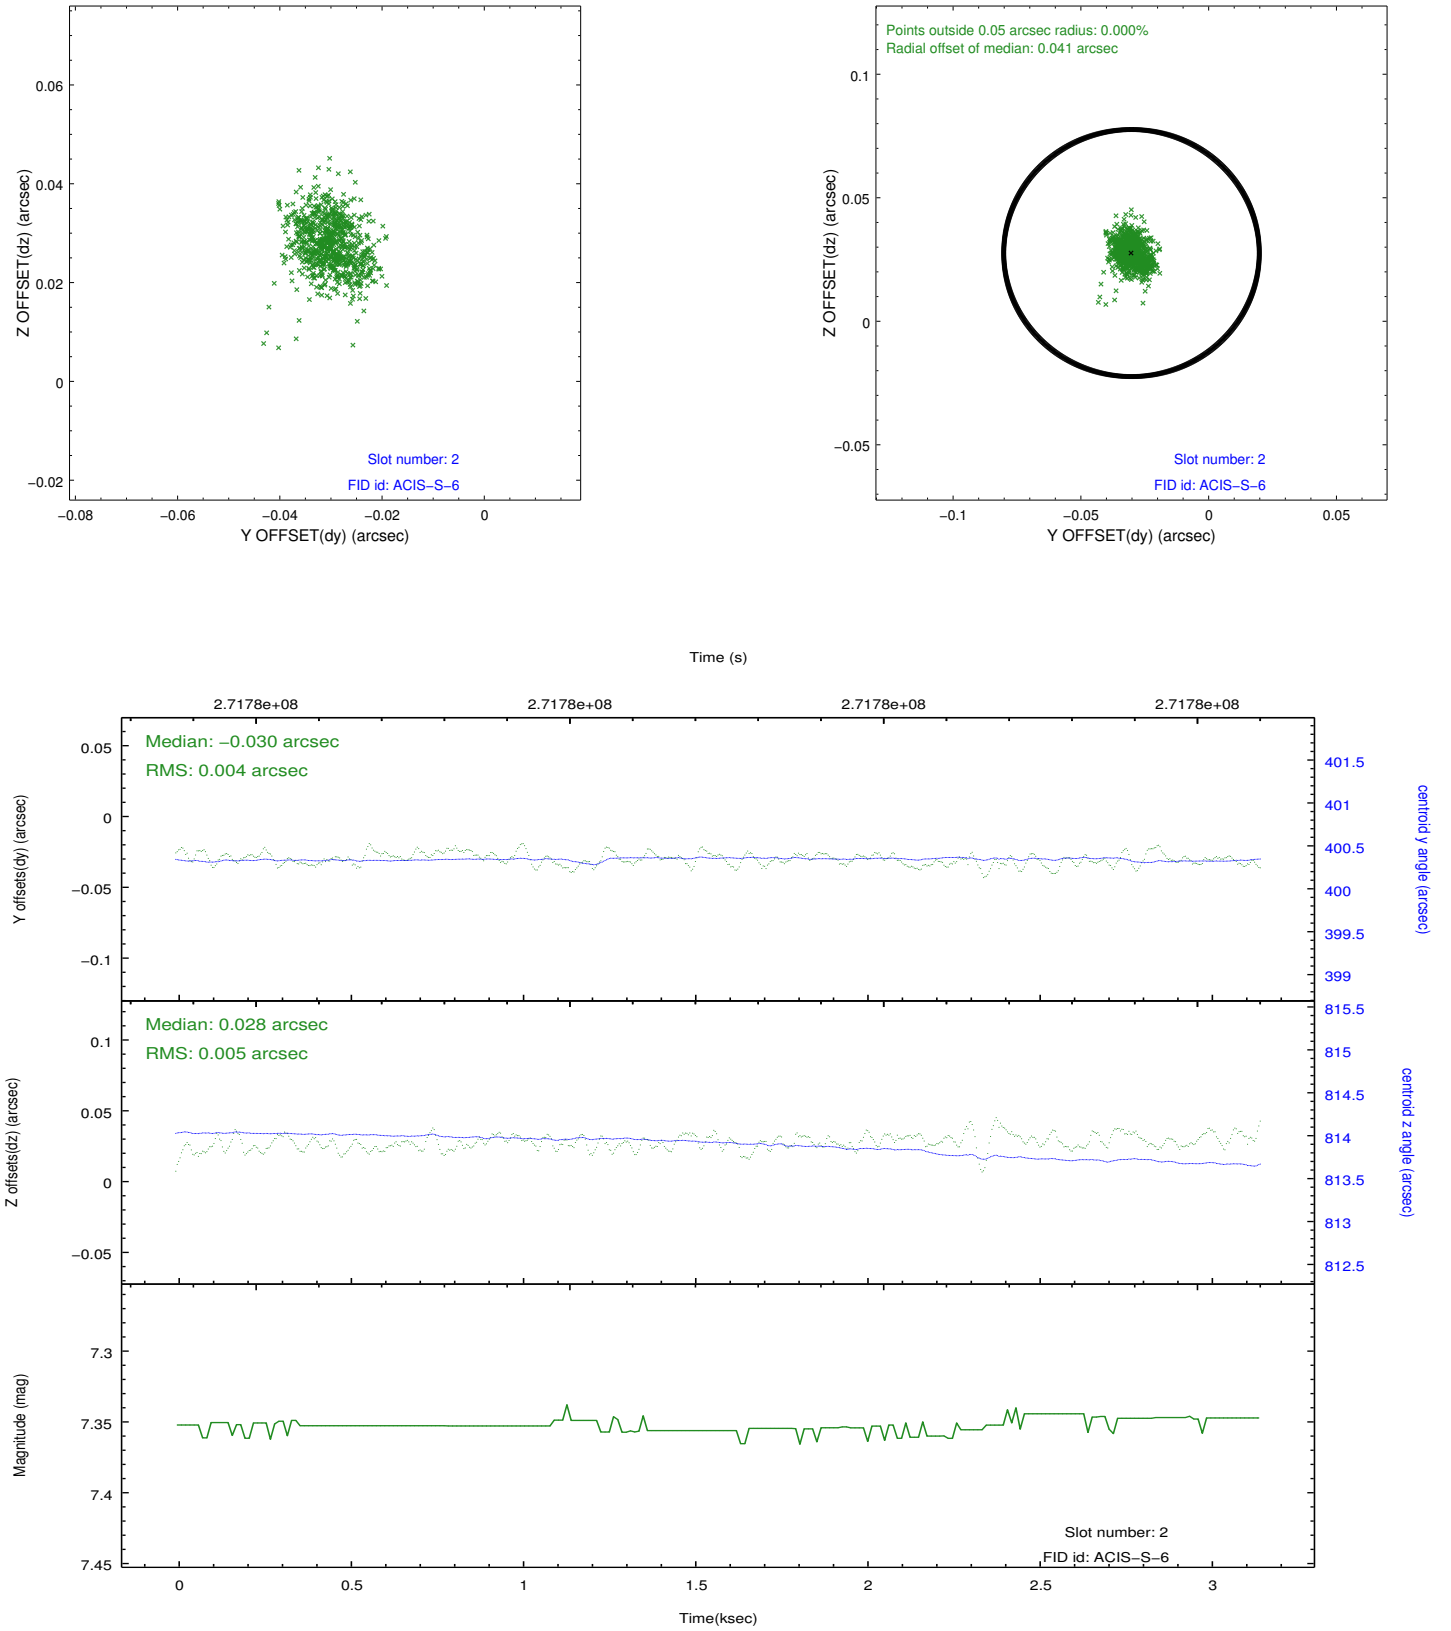 0.06
0.04
0.02
0
−0.02
Z OFFSET(dz) (arcsec)
Slot number: 2
FID id: ACIS−S−6
−0.08
−0.06
−0.04
−0.02
0
Y OFFSET(dy) (arcsec)
Points outside 0.05 arcsec radius: 0.000%
Radial offset of median: 0.041 arcsec
0.1
0.05
0
−0.05
Z OFFSET(dz) (arcsec)
Slot number: 2
FID id: ACIS−S−6
−0.1
−0.05
0
0.05
Y OFFSET(dy) (arcsec)
Time (s)
2.7178e+08
2.7178e+08
2.7178e+08
2.7178e+08
Median: −0.030 arcsec
RMS: 0.004 arcsec
0.05
0
−0.05
−0.1
Y offsets(dy) (arcsec)
401.5
401
400.5
400
399.5
399
centroid y angle (arcsec)
Median: 0.028 arcsec
RMS: 0.005 arcsec
0.1
0.05
0
−0.05
Z offsets(dz) (arcsec)
815.5
815
814.5
814
813.5
813
812.5
centroid z angle (arcsec)
7.3
7.35
7.4
7.45
Magnitude (mag)
Slot number: 2
FID id: ACIS−S−6
0
0.5
1
1.5
2
2.5
3
Time(ksec)